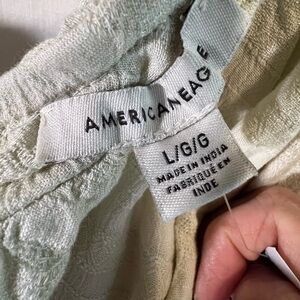 AMERICAN EAGLE
L/G/G
MADE IN INDIA
FABRIQUÉ EN
INDE